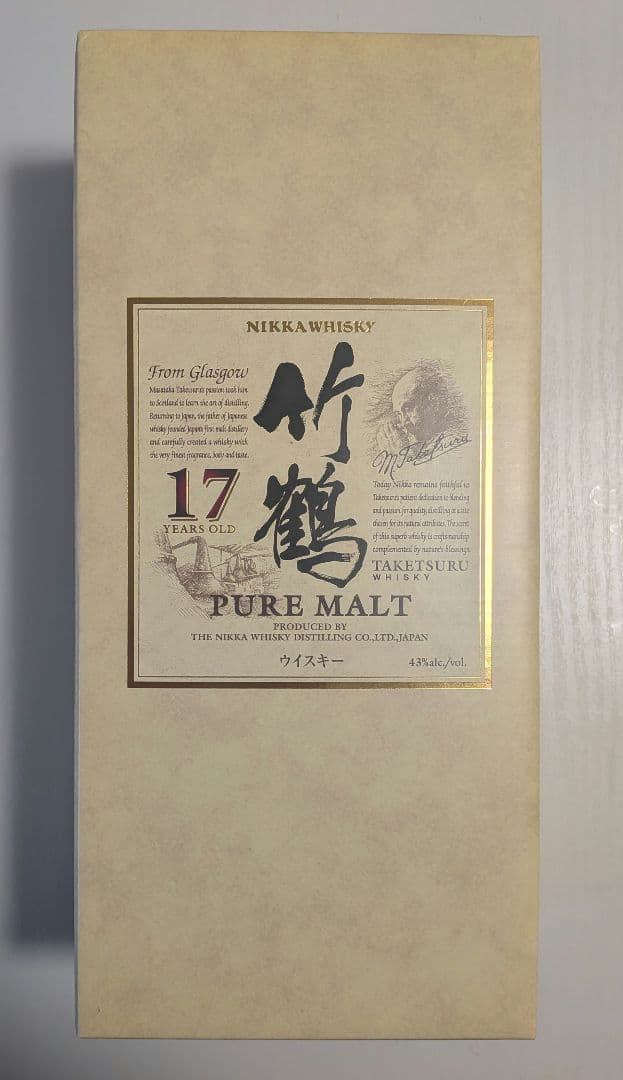 NIKKA WHISKY
From Glasgow
Masataka Taketsuru's passion took him
to Scotland to learn the art of distilling.
Returning to Japan, the father of Japanese
whisky founded Japan's first malt distillery
and carefully created a whisky with
the very finest fragrance, body and taste.
17
YEARS OLD
竹鶴
M. Taketsuru
Today Nikka remains faithful to
Taketsuru's patient dedication to blending
and passion for quality, distilling at a site
chosen for its natural attributes. The secret
of this superb whisky is craftsmanship
complemented by nature's blessings.
TAKETSURU
WHISKY
PURE MALT
PRODUCED BY
THE NIKKA WHISKY DISTILLING CO.,LTD.,JAPAN
ウイスキー
43%alc./vol.